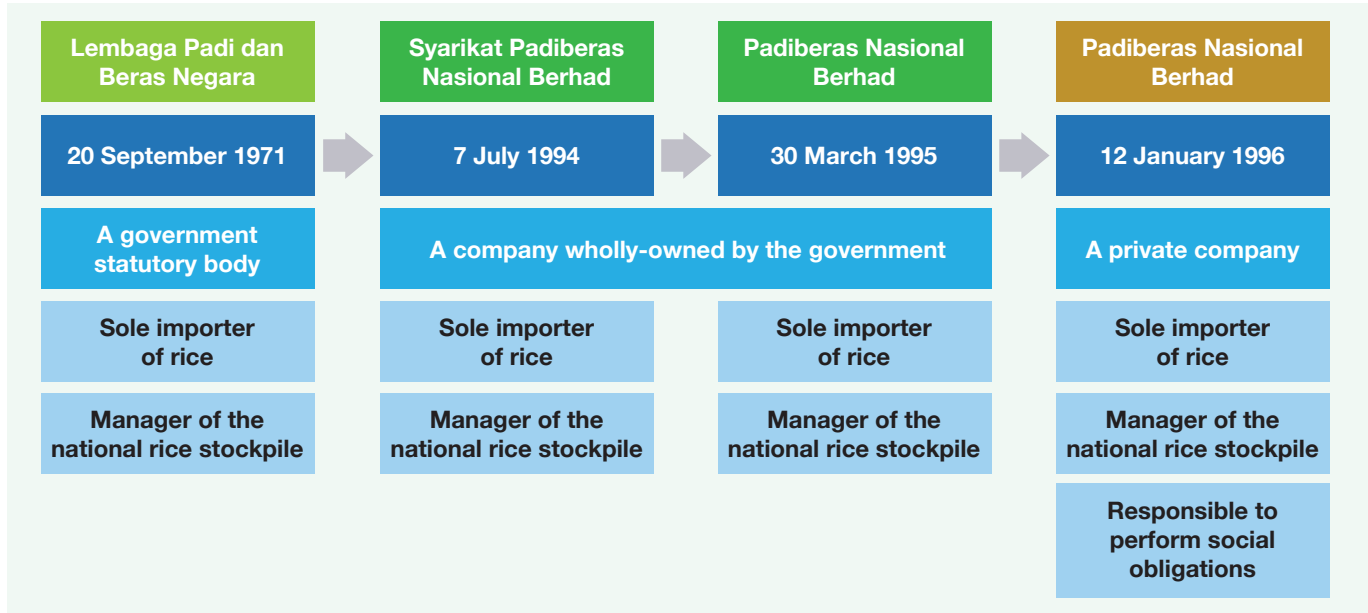 Lembaga Padi dan
Beras Negara
Syarikat Padiberas
Nasional Berhad
Padiberas Nasional
Berhad
Padiberas Nasional
Berhad
20 September 1971
7 July 1994
30 March 1995
12 January 1996
A government
statutory body
A company wholly-owned by the government
A private company
Sole importer
of rice
Sole importer
of rice
Sole importer
of rice
Sole importer
of rice
Manager of the
national rice stockpile
Manager of the
national rice stockpile
Manager of the
national rice stockpile
Manager of the
national rice stockpile
Responsible to
perform social
obligations